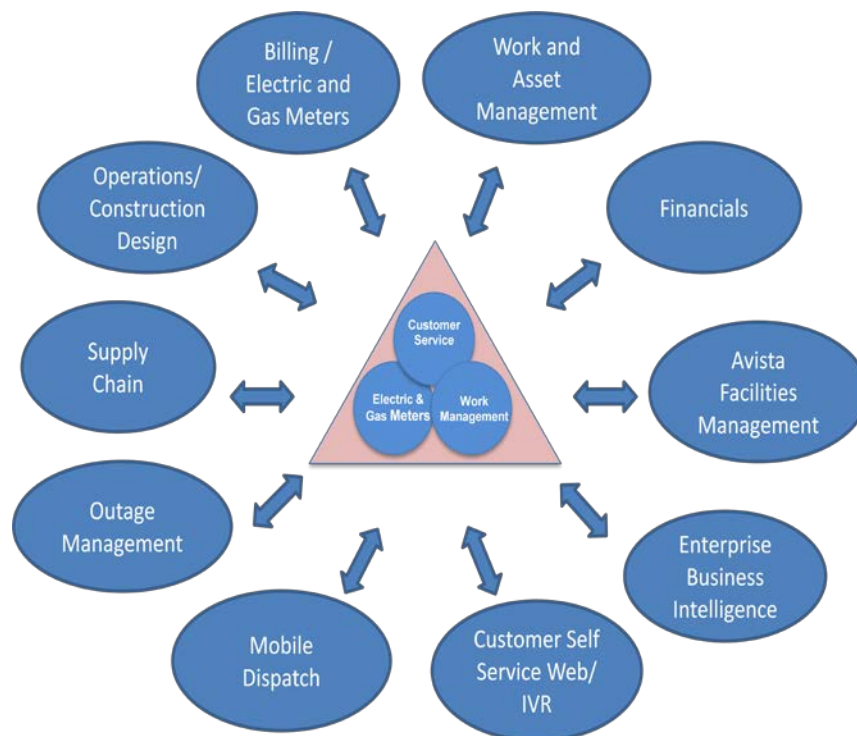 Billing /
Electric and
Gas Meters
Work and
Asset
Management
Operations/
Construction
Design
Financials
Customer
Service
Electric &
Gas Meters
Work
Management
Supply
Chain
Avista
Facilities
Management
Outage
Management
Enterprise
Business
Intelligence
Mobile
Dispatch
Customer Self
Service Web/
IVR